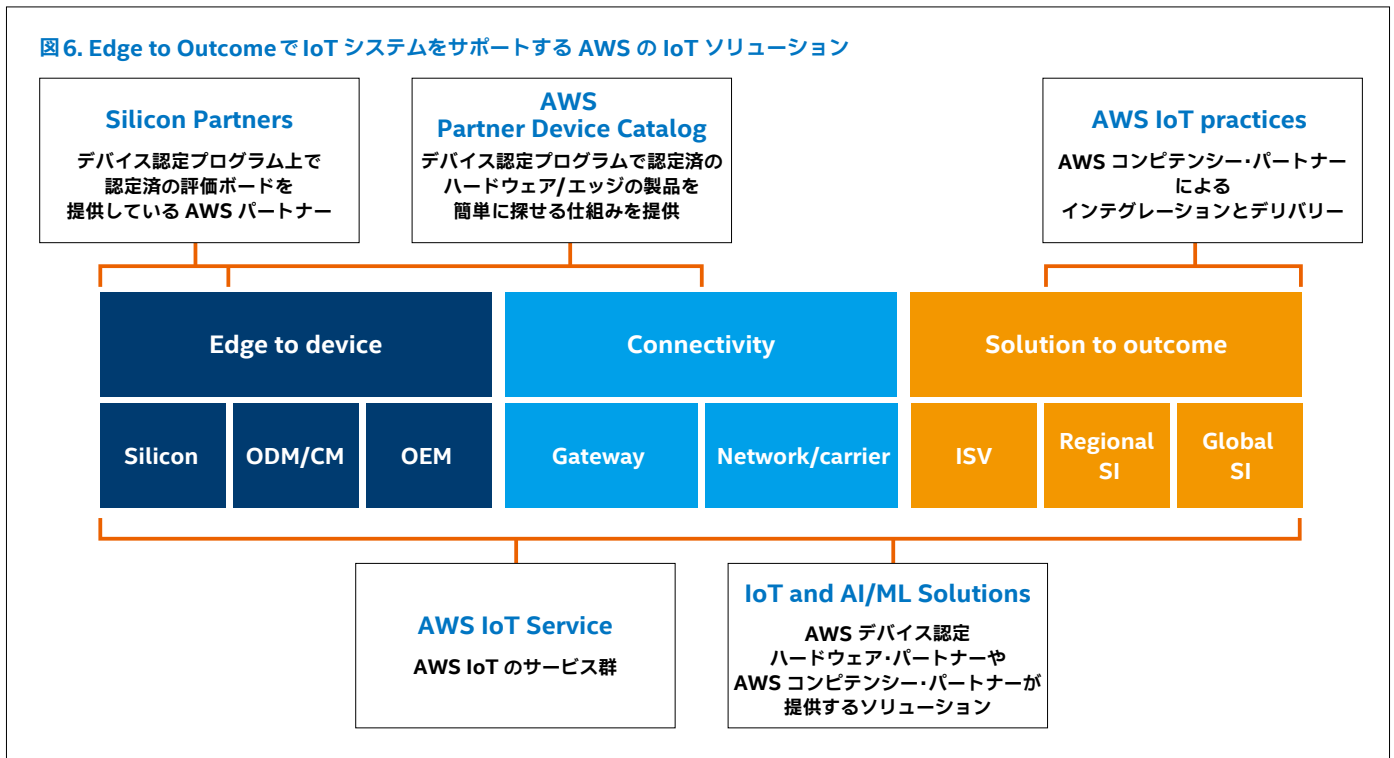 図6. Edge to OutcomeでIoT システムをサポートする AWS の IoT ソリューション
Silicon Partners
デバイス認定プログラム上で
認定済の評価ボードを
提供している AWS パートナー
AWS
Partner Device Catalog
デバイス認定プログラムで認定済の
ハードウェア/エッジの製品を
簡単に探せる仕組みを提供
AWS IoT practices
AWS コンピテンシー・パートナー
による
インテグレーションとデリバリー
Edge to device
Connectivity
Solution to outcome
Silicon
ODM/CM
OEM
Gateway
Network/carrier
ISV
Regional
SI
Global
SI
AWS IoT Service
AWS IoT のサービス群
IoT and AI/ML Solutions
AWS デバイス認定
ハードウェア・パートナーや
AWS コンピテンシー・パートナーが
提供するソリューション